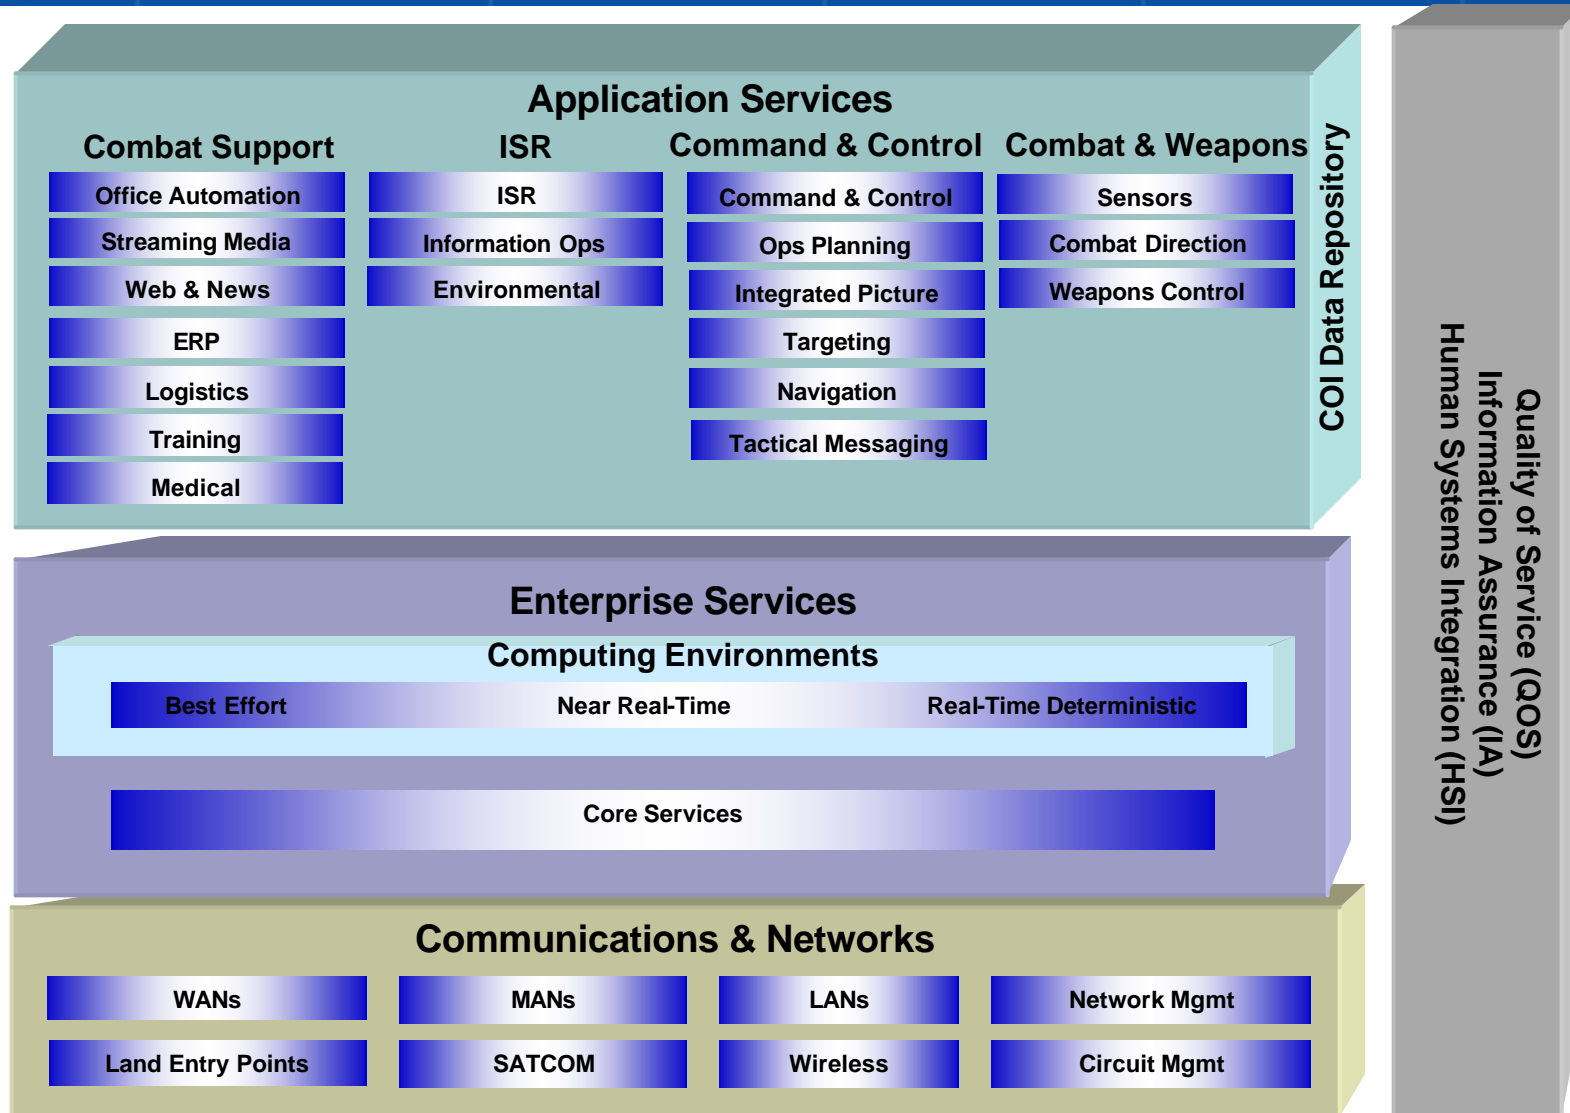 Application Services
Combat Support
Office Automation
Streaming Media
Web & News
ERP
Logistics
Training
Medical
ISR
ISR
Information Ops
Environmental
Command & Control
Command & Control
Ops Planning
Integrated Picture
Targeting
Navigation
Tactical Messaging
Combat & Weapons
Sensors
Combat Direction
Weapons Control
COI Data Repository
Enterprise Services
Computing Environments
Best Effort
Near Real-Time
Real-Time Deterministic
Core Services
Communications & Networks
WANs
MANs
LANs
Network Mgmt
Land Entry Points
SATCOM
Wireless
Circuit Mgmt
Quality of Service (QOS)
Information Assurance (IA)
Human Systems Integration (HSI)